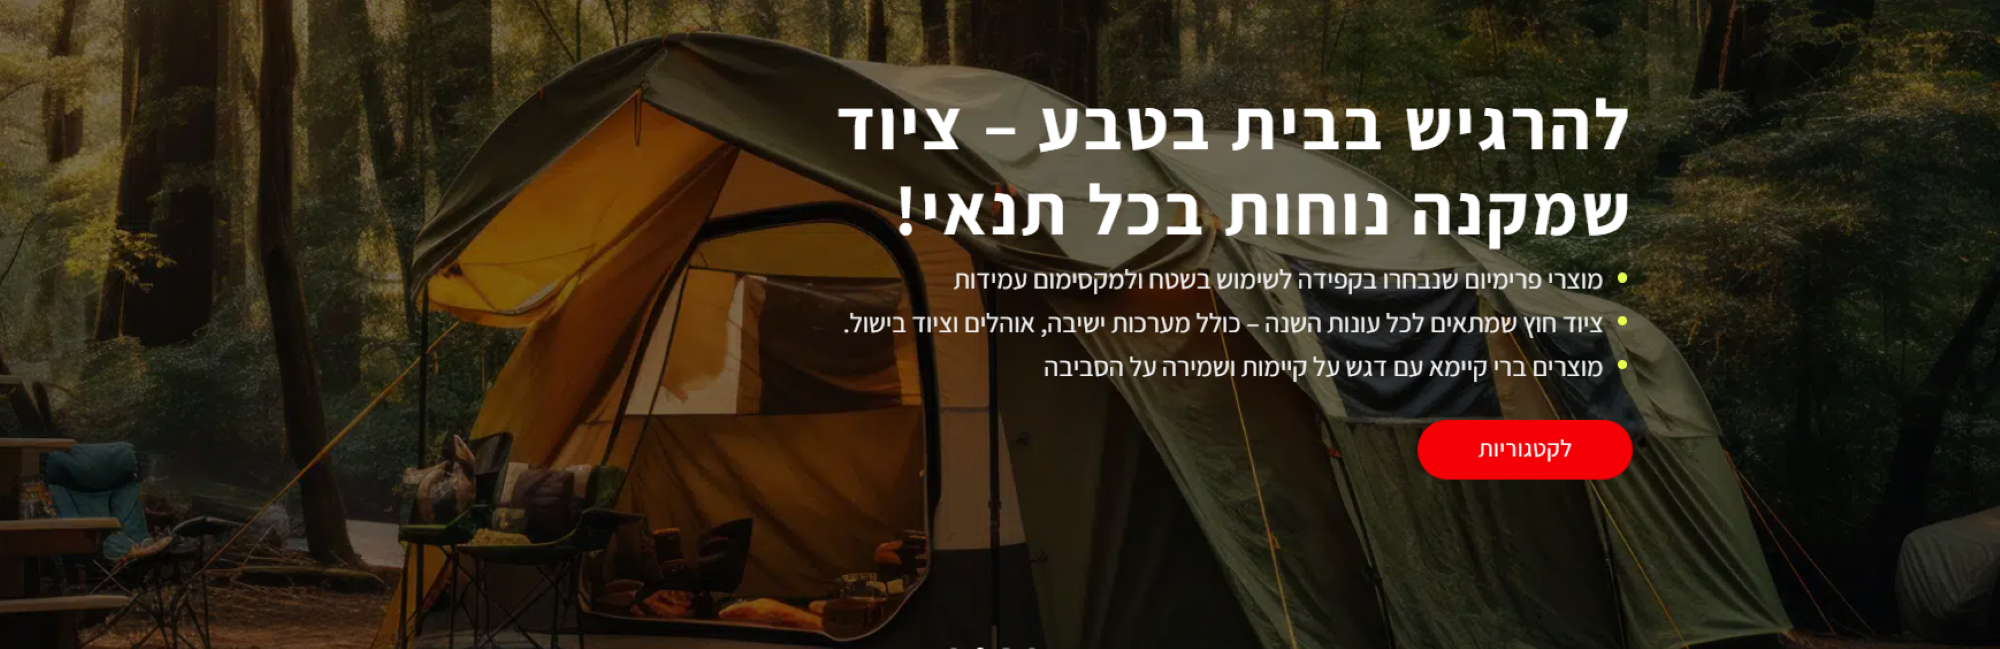 להרגיש בבית בטבע – ציוד
שמקנה נוחות בכל תנאי!
• מוצרי פרימיום שנבחרו בקפידה לשימוש בשטח ולמקסימום עמידות
• ציוד חוץ שמתאים לכל עונות השנה – כולל מערכות ישיבה, אוהלים וציוד בישול.
• מוצרים ברי קיימא עם דגש על קיימות ושמירה על הסביבה
לקטגוריות